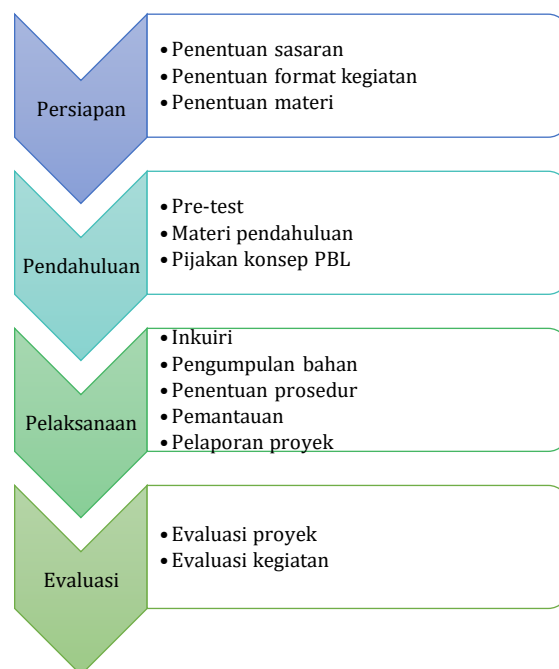 Persiapan
• Penentuan sasaran
• Penentuan format kegiatan
• Penentuan materi
Pendahuluan
• Pre-test
• Materi pendahuluan
• Pijakan konsep PBL
Pelaksanaan
• Inkuiri
• Pengumpulan bahan
• Penentuan prosedur
• Pemantauan
• Pelaporan proyek
Evaluasi
• Evaluasi proyek
• Evaluasi kegiatan